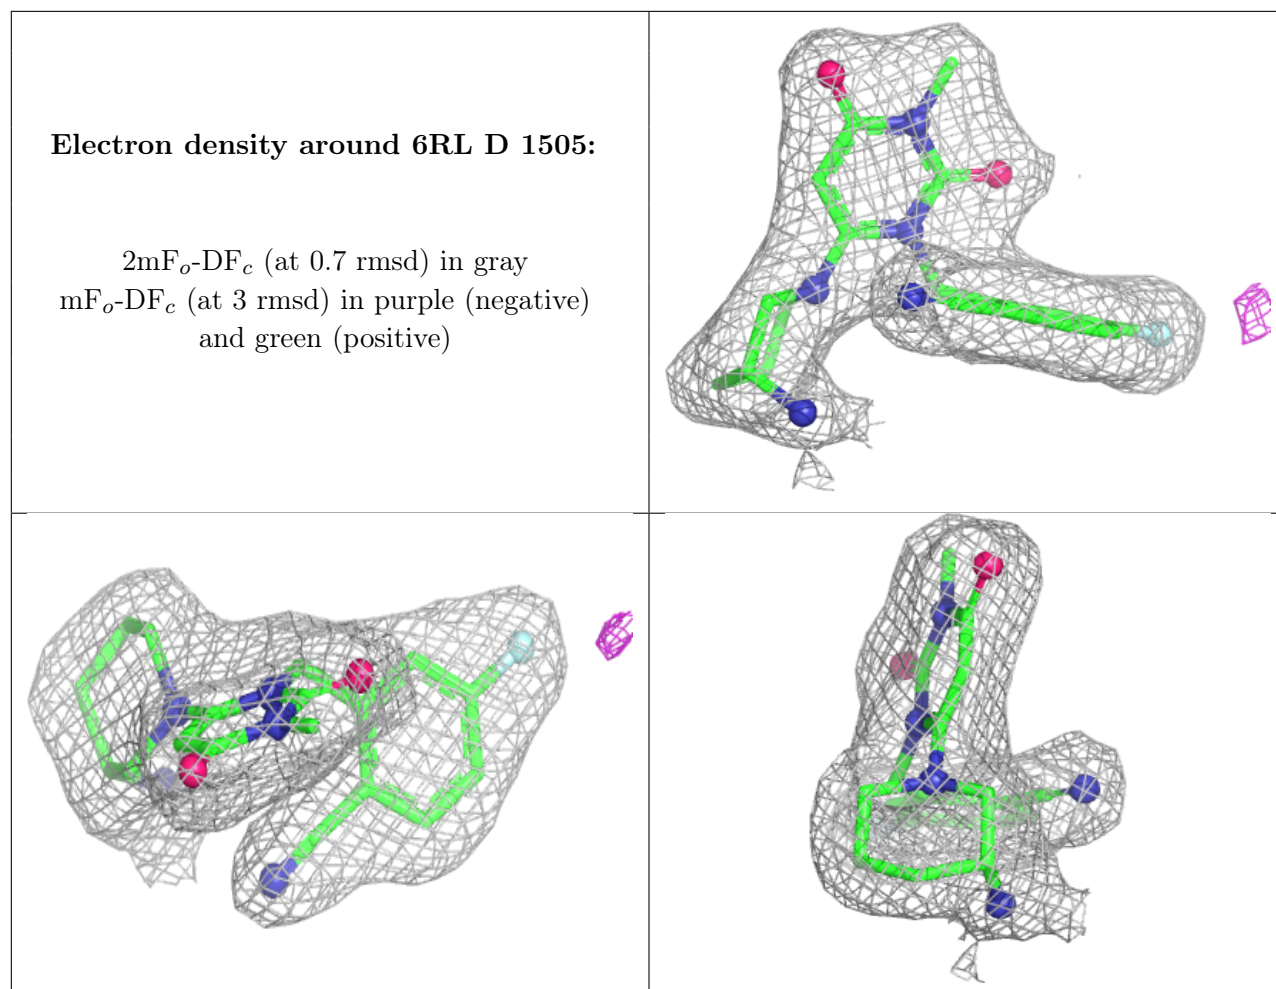 Electron density around 6RL D 1505:
2mFo-DFc (at 0.7 rmsd) in gray
mFo-DFc (at 3 rmsd) in purple (negative)
and green (positive)